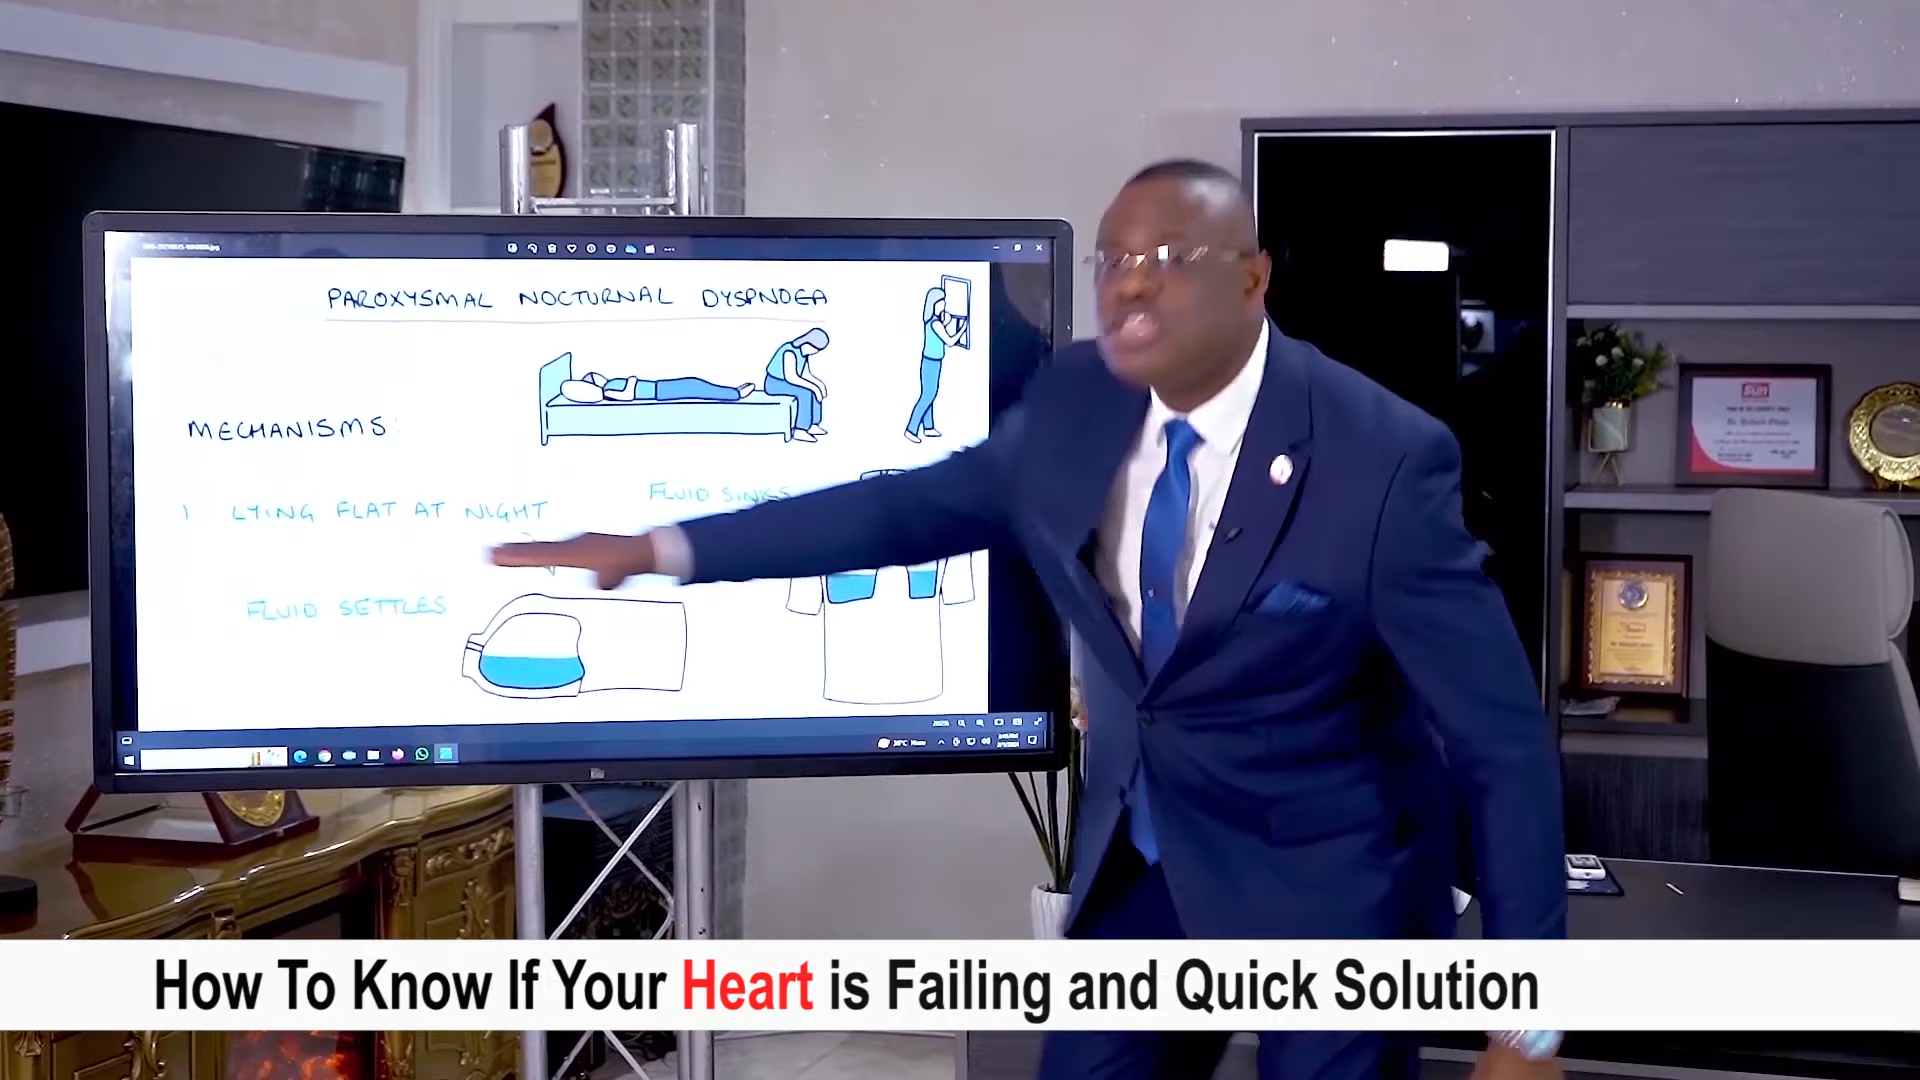 PAROXYSMAL NOCTURNAL DYSPNOEA
MECHANISMS:
1 LYING FLAT AT NIGHT
FLUID SINKS
FLUID SETTLES
Sun
How To Know If Your Heart is Failing and Quick Solution